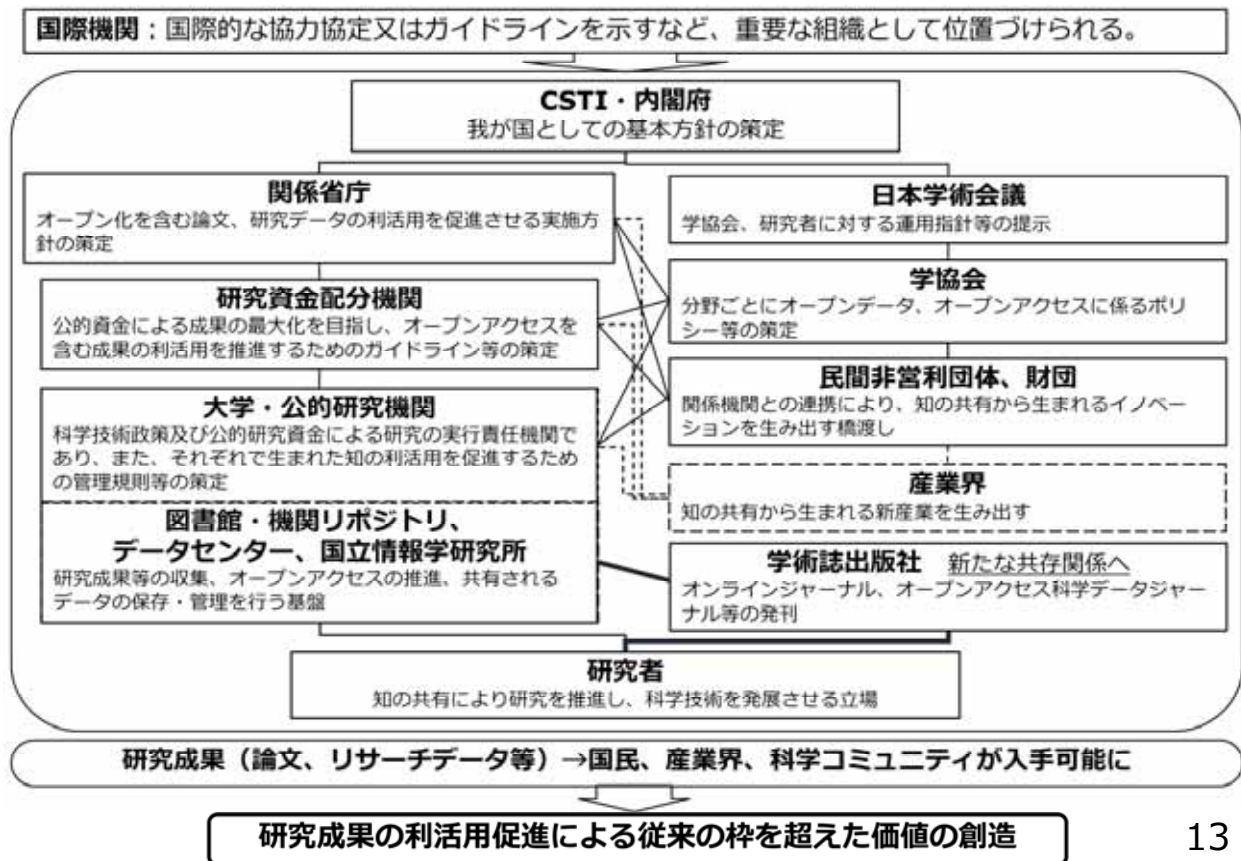 国際機関：国際的な協力協定又はガイドラインを示すなど、重要な組織として位置づけられる。
CSTI・内閣府
我が国としての基本方針の策定
関係省庁
オープン化を含む論文、研究データの利活用を促進させる実施方
針の策定
研究資金配分機関
公的資金による成果の最大化を目指し、オープンアクセスを
含む成果の利活用を推進するためのガイドライン等の策定
大学・公的研究機関
科学技術政策及び公的研究資金による研究の実行責任機関で
あり、また、それぞれで生まれた知の利活用を促進するため
の管理規則等の策定
図書館・機関リポジトリ、
データセンター、国立情報学研究所
研究成果等の収集、オープンアクセスの推進、共有される
データの保存・管理を行う基盤
日本学術会議
学協会、研究者に対する運用指針等の提示
学協会
分野ごとにオープンデータ、オープンアクセスに係るポリ
シー等の策定
民間非営利団体、財団
関係機関との連携により、知の共有から生まれるイノベー
ションを生み出す橋渡し
産業界
知の共有から生まれる新産業を生み出す
学術誌出版社 新たな共存関係へ
オンラインジャーナル、オープンアクセス科学データジャー
ナル等の発刊
研究者
知の共有により研究を推進し、科学技術を発展させる立場
研究成果（論文、リサーチデータ等）→国民、産業界、科学コミュニティが入手可能に
研究成果の利活用促進による従来の枠を超えた価値の創造
13